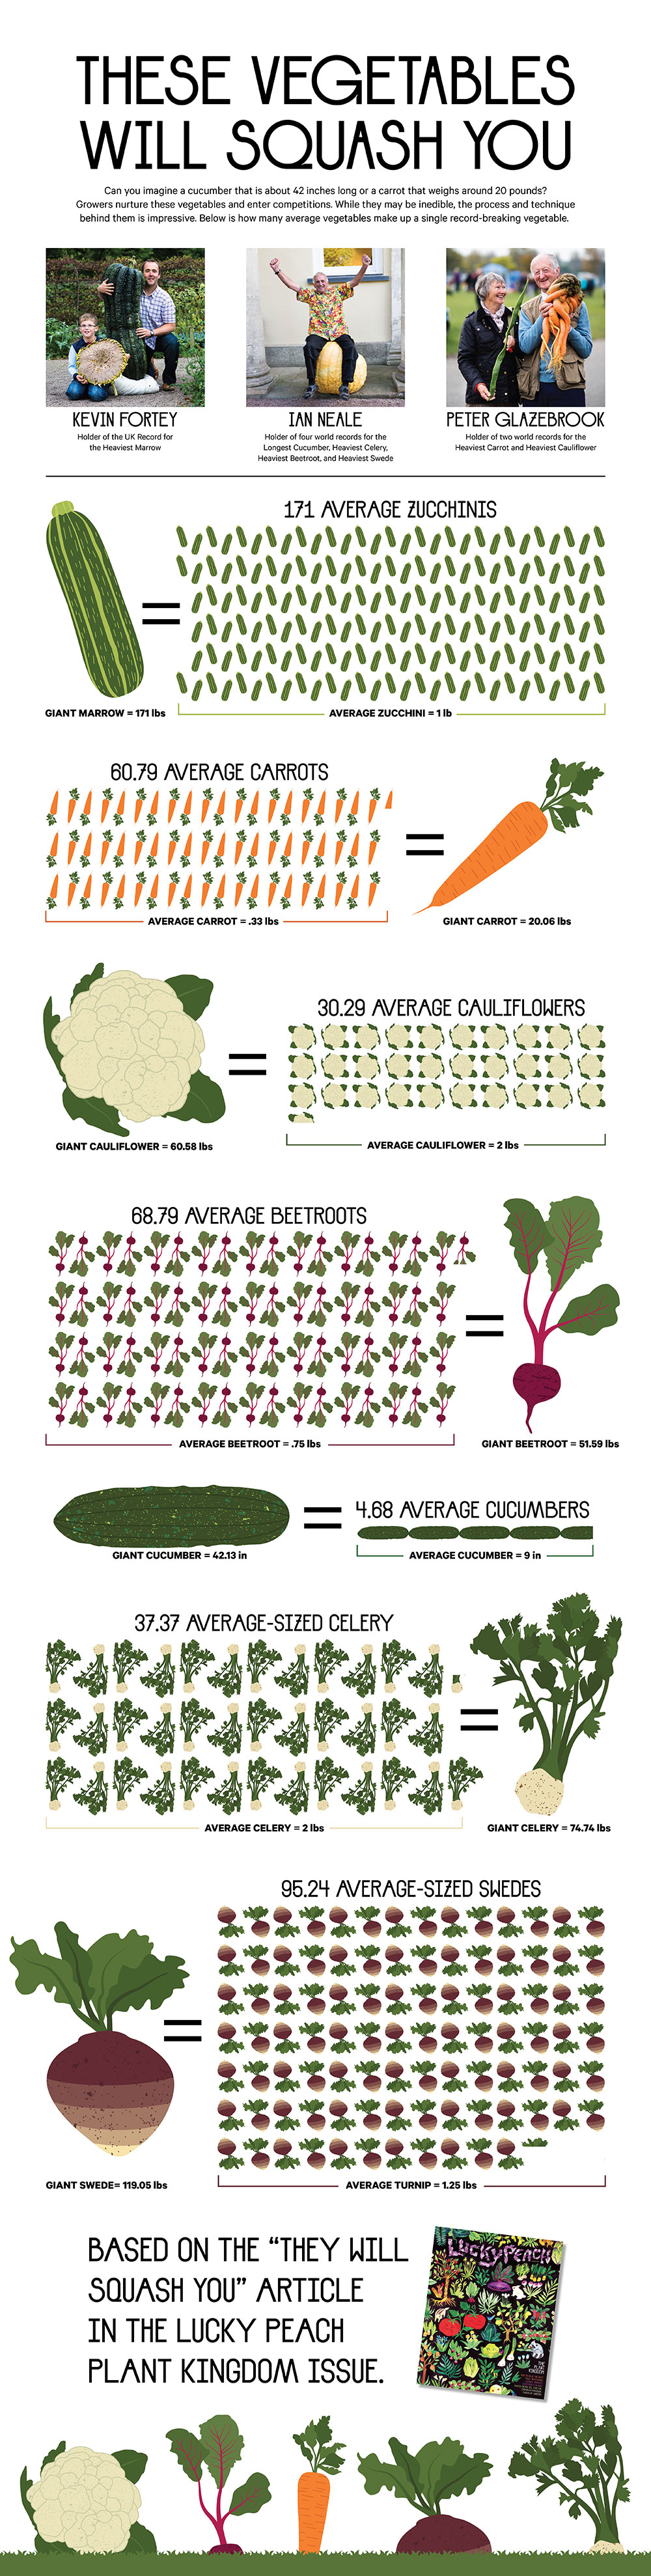 THESE VEGETABLES
WILL SQUASH YOU
Can you imagine a cucumber that is about 42 inches long or a carrot that weighs around 20 pounds?
Growers nurture these vegetables and enter competitions. While they may be inedible, the process and technique
behind them is impressive. Below is how many average vegetables make up a single record-breaking vegetable.
KEVIN FORTEY
Holder of the UK Record for
the Heaviest Marrow
IAN NEALE
Holder of four world records for the
Longest Cucumber, Heaviest Celery,
Heaviest Beetroot, and Heaviest Swede
PETER GLAZEBROOK
Holder of two world records for the
Heaviest Carrot and Heaviest Cauliflower
171 AVERAGE ZUCCHINIS
=
GIANT MARROW = 171 lbs
AVERAGE ZUCCHINI = 1 lb
60.79 AVERAGE CARROTS
=
AVERAGE CARROT = .33 lbs
GIANT CARROT = 20.06 lbs
30.29 AVERAGE CAULIFLOWERS
=
GIANT CAULIFLOWER = 60.58 lbs
AVERAGE CAULIFLOWER = 2 lbs
68.79 AVERAGE BEETROOTS
=
AVERAGE BEETROOT = .75 lbs
GIANT BEETROOT = 51.59 lbs
=
4.68 AVERAGE CUCUMBERS
GIANT CUCUMBER = 42.13 in
AVERAGE CUCUMBER = 9 in
37.37 AVERAGE-SIZED CELERY
=
AVERAGE CELERY = 2 lbs
GIANT CELERY = 74.74 lbs
95.24 AVERAGE-SIZED SWEDES
=
GIANT SWEDE= 119.05 lbs
AVERAGE TURNIP = 1.25 lbs
BASED ON THE “THEY WILL
SQUASH YOU” ARTICLE
IN THE LUCKY PEACH
PLANT KINGDOM ISSUE.
LUCKY PEACH
THE
PLANT
KINGDOM